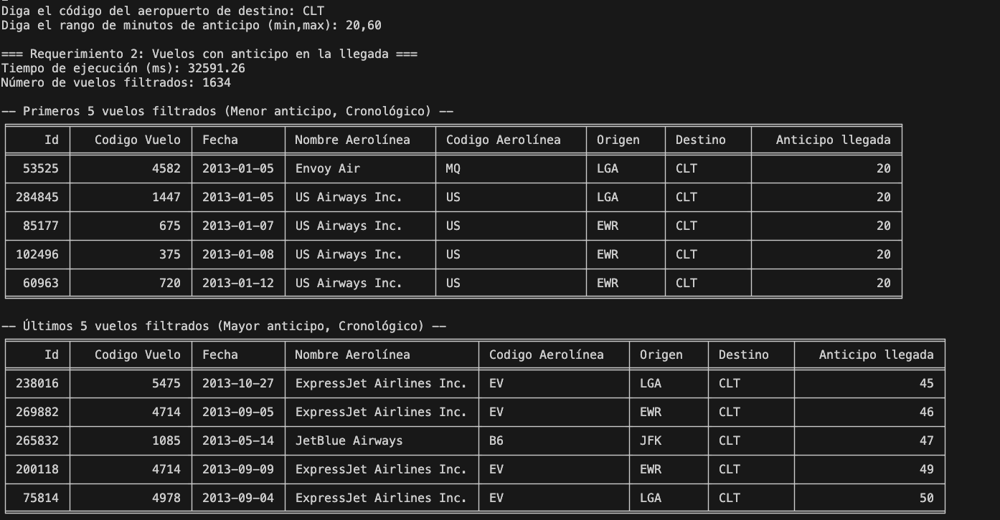 Diga el código del aeropuerto de destino: CLT
Diga el rango de minutos de anticipo (min,max): 20,60
=== Requerimiento 2: Vuelos con anticipo en la llegada ===
Tiempo de ejecución (ms): 32591.26
Número de vuelos filtrados: 1634
—— Primeros 5 vuelos filtrados (Menor anticipo, Cronológico) ——
Id Codigo Vuelo Fecha Nombre Aerolínea Codigo Aerolínea Origen Destino Anticipo llegada
53525 4582 2013-01-05 Envoy Air MQ LGA CLT 20
284845 1447 2013-01-05 US Airways Inc. US LGA CLT 20
85177 675 2013-01-07 US Airways Inc. US EWR CLT 20
102496 375 2013-01-08 US Airways Inc. US EWR CLT 20
60963 720 2013-01-12 US Airways Inc. US EWR CLT 20
—— Últimos 5 vuelos filtrados (Mayor anticipo, Cronológico) ——
Id Codigo Vuelo Fecha Nombre Aerolínea Codigo Aerolínea Origen Destino Anticipo llegada
238016 5475 2013-10-27 ExpressJet Airlines Inc. EV LGA CLT 45
269882 4714 2013-09-05 ExpressJet Airlines Inc. EV EWR CLT 46
265832 1085 2013-05-14 JetBlue Airways B6 JFK CLT 47
200118 4714 2013-09-09 ExpressJet Airlines Inc. EV EWR CLT 49
75814 4978 2013-09-04 ExpressJet Airlines Inc. EV LGA CLT 50